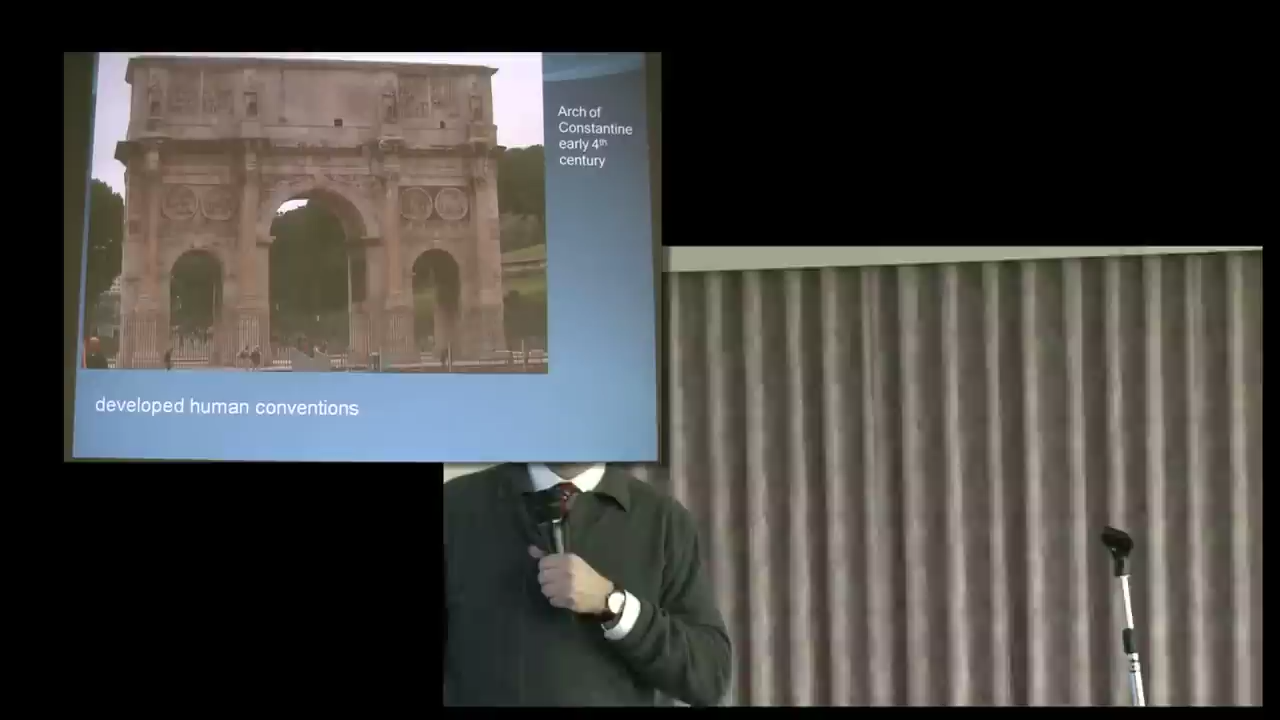 Arch of
Constantine
early 4th
century
developed human conventions